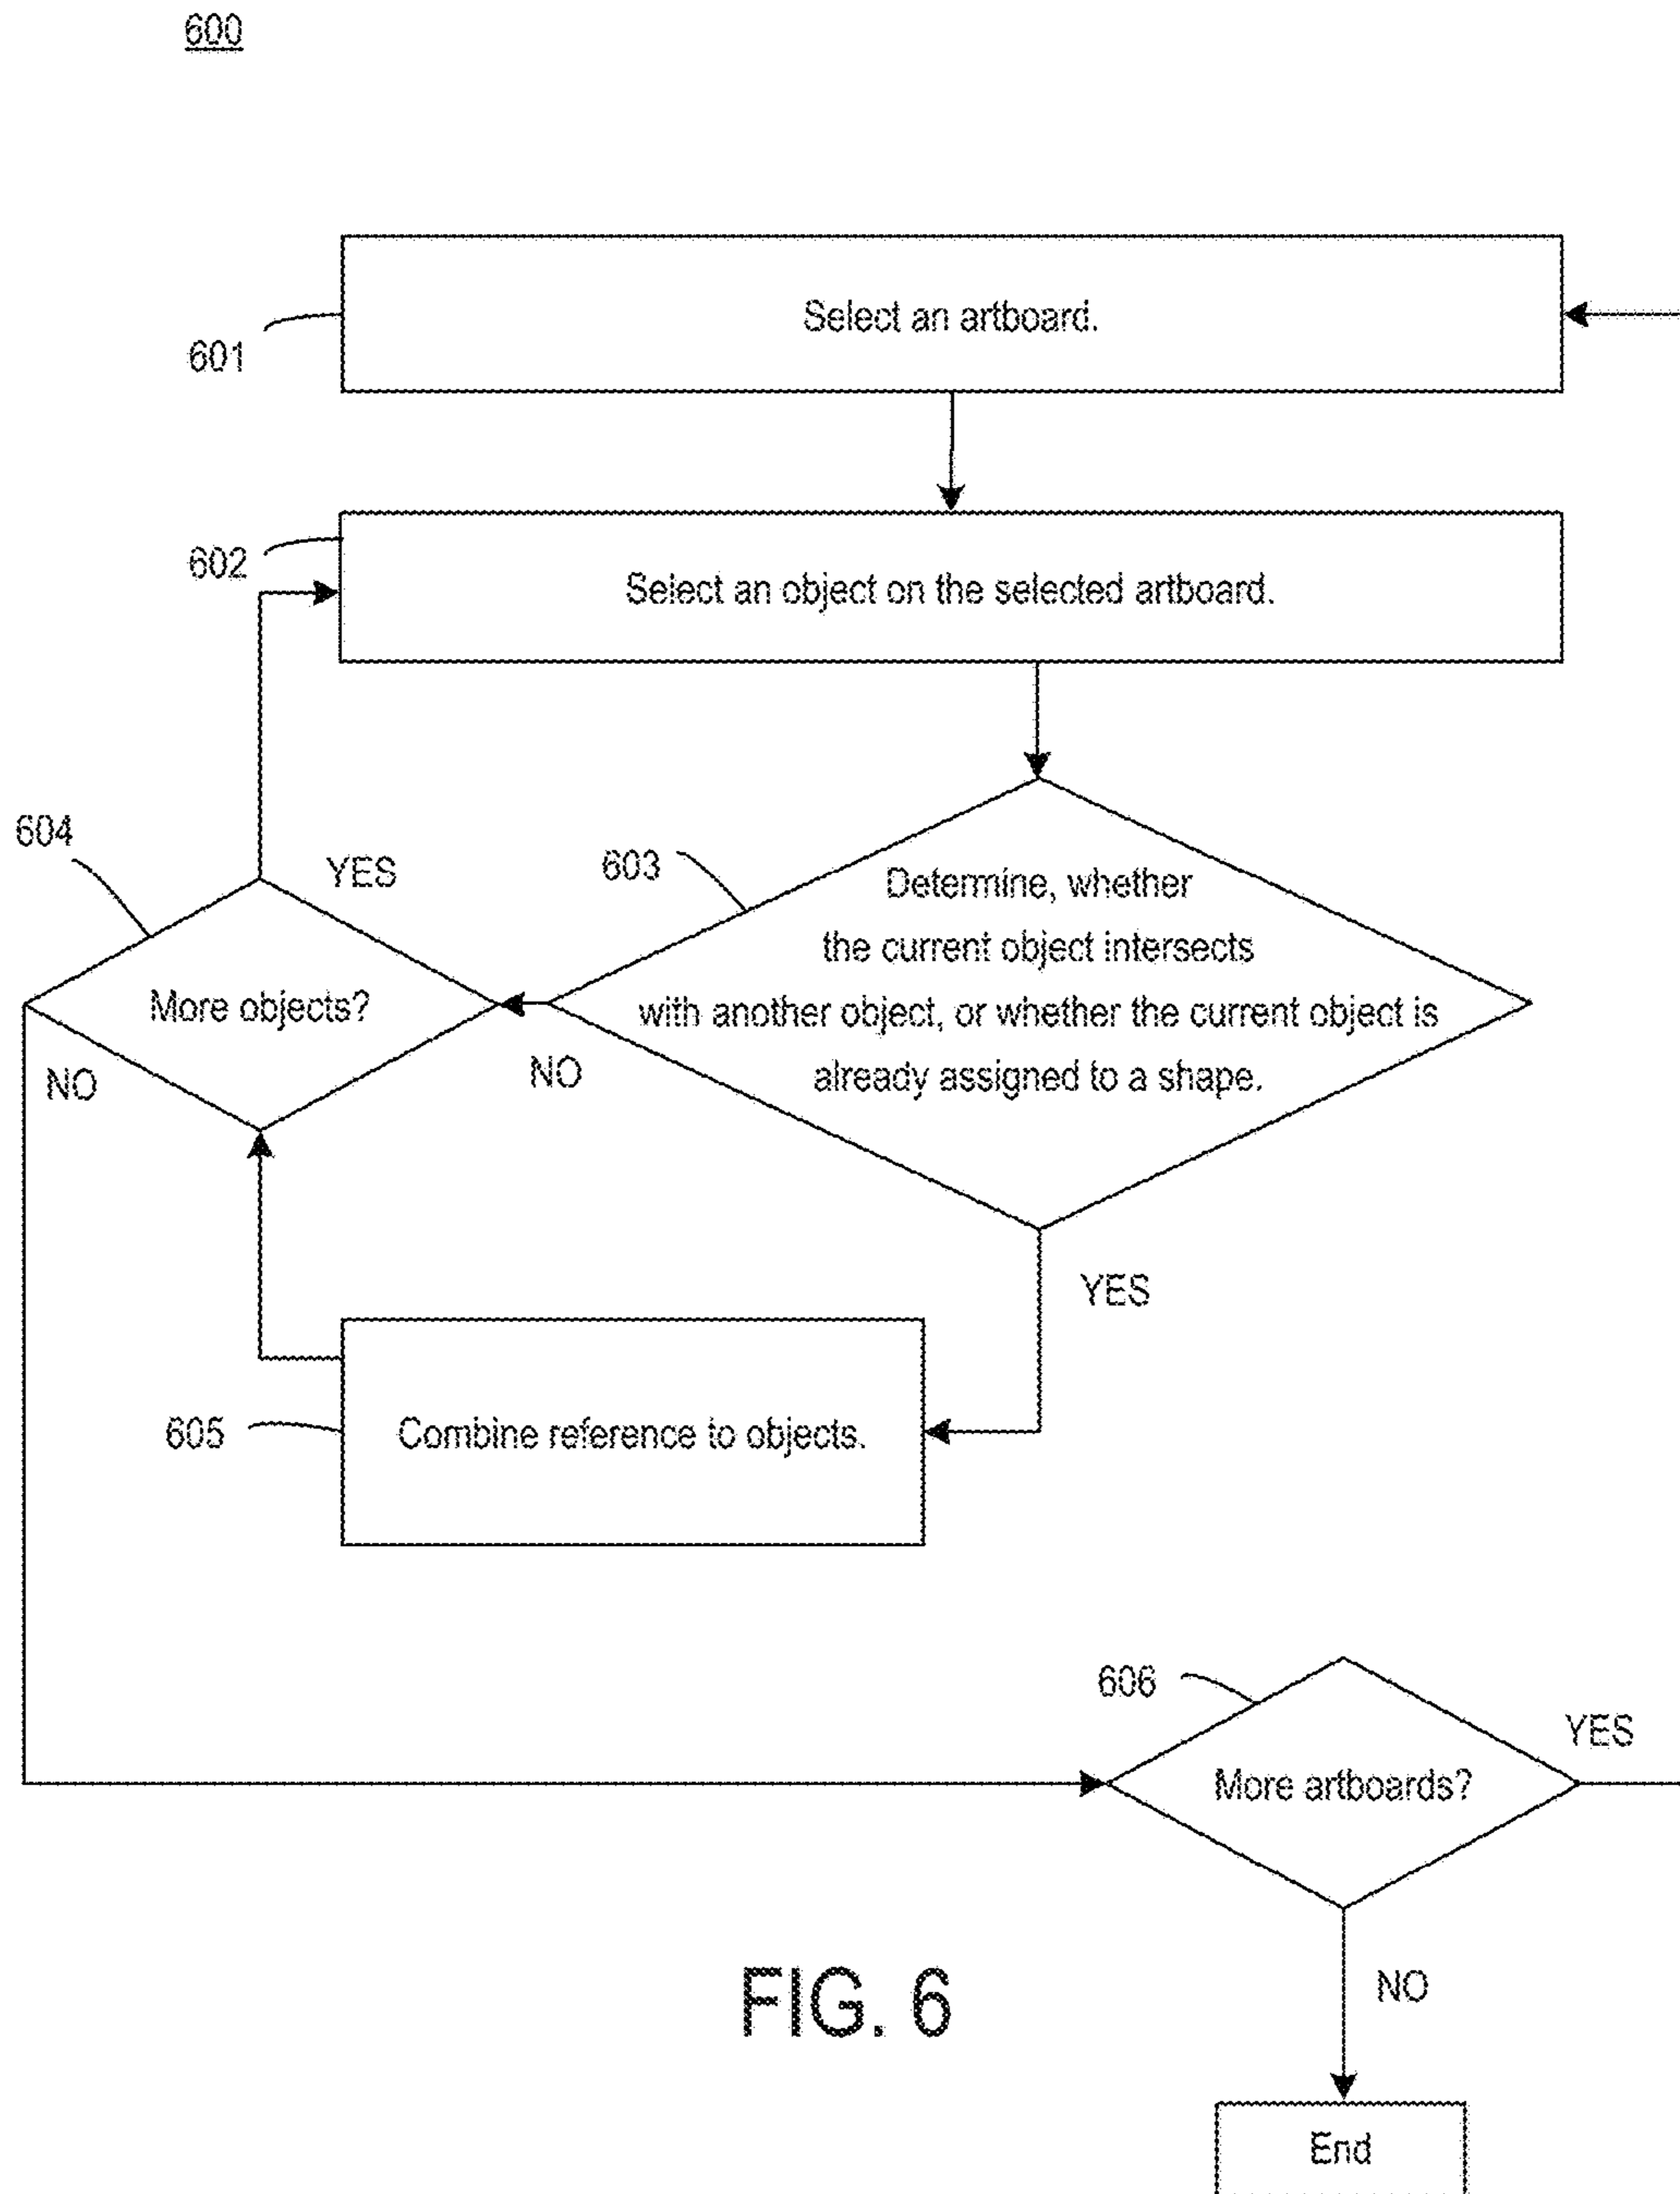 600
Select an artboard.
601
602
Select an object on the selected artboard.
604
YES
603
Determine, whether
the current object intersects
with another object, or whether the current object is
already assigned to a shape.
More objects?
NO
NO
YES
605
Combine reference to objects.
606
YES
More artboards?
FIG. 6
NO
End